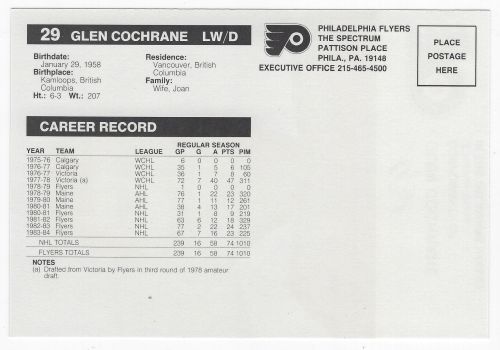 29 GLEN COCHRANE LW/D
Birthdate:
January 29, 1958
Birthplace:
Kamloops, British
Columbia
Ht.: 6-3 Wt.: 207
Residence:
Vancouver, British
Columbia
Family:
Wife, Joan
PHILADELPHIA FLYERS
THE SPECTRUM
PATTISON PLACE
PHILA., PA. 19148
EXECUTIVE OFFICE 215-465-4500
PLACE
POSTAGE
HERE
CAREER RECORD
REGULAR SEASON
YEAR TEAM LEAGUE GP G A PTS PIM
1975-76 Calgary WCHL 6 0 0 0 0
1976-77 Calgary WCHL 35 1 5 6 105
1976-77 Victoria WCHL 36 1 7 8 60
1977-78 Victoria (a) WCHL 72 7 40 47 311
1978-79 Flyers NHL 1 0 0 0 0
1978-79 Maine AHL 76 1 22 23 320
1979-80 Maine AHL 77 1 11 12 261
1980-81 Maine AHL 38 4 13 17 201
1980-81 Flyers NHL 31 1 8 9 219
1981-82 Flyers NHL 63 6 12 18 329
1982-83 Flyers NHL 77 2 22 24 237
1983-84 Flyers NHL 67 7 16 23 225
NHL TOTALS 239 16 58 74 1010
FLYERS TOTALS 239 16 58 74 1010
NOTES
(a) Drafted from Victoria by Flyers in third round of 1978 amateur
draft.